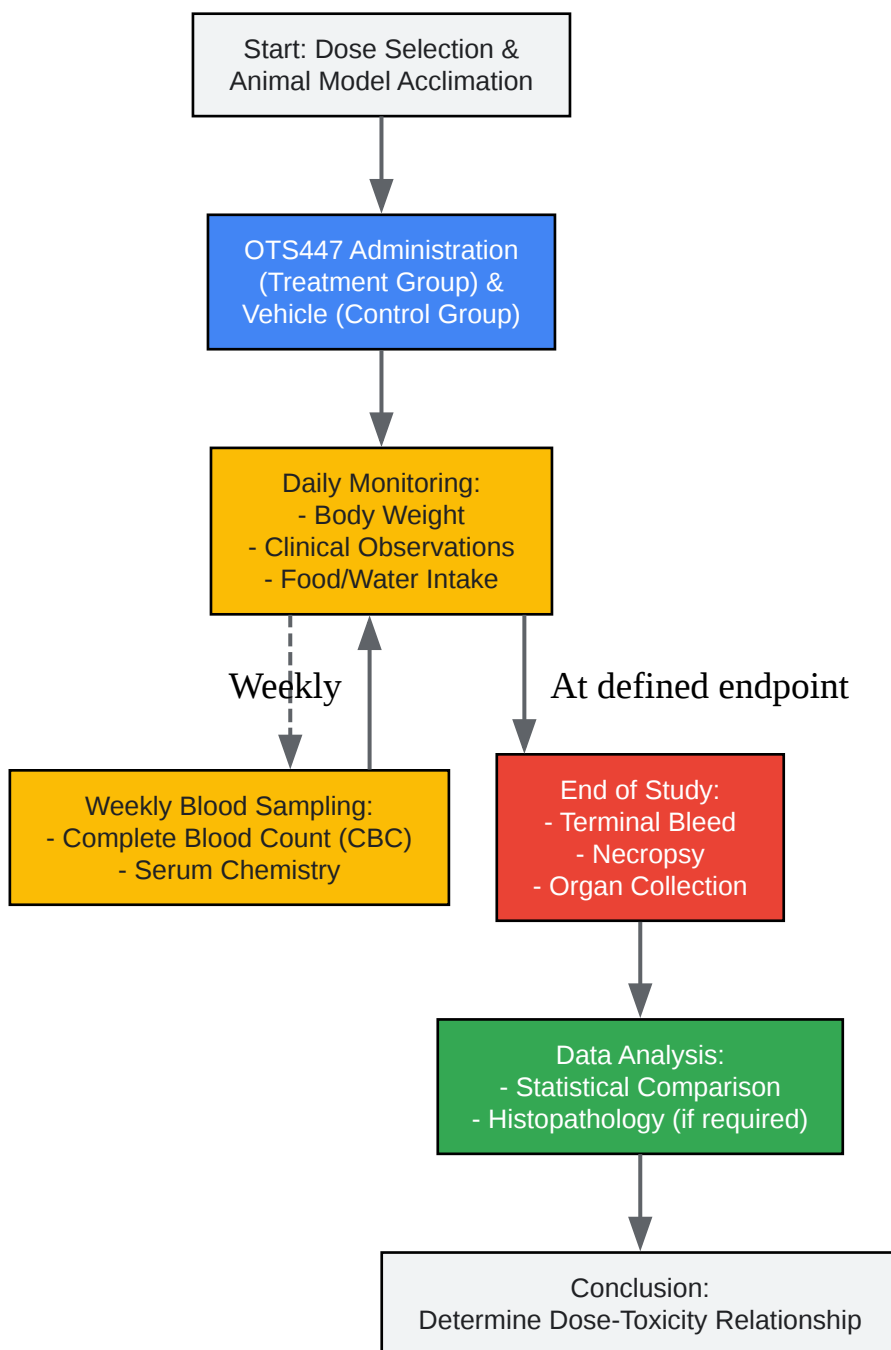 Start: Dose Selection &
Animal Model Acclimation
OTS447 Administration
(Treatment Group) &
Vehicle (Control Group)
Daily Monitoring:
- Body Weight
- Clinical Observations
- Food/Water Intake
Weekly
At defined endpoint
Weekly Blood Sampling:
- Complete Blood Count (CBC)
- Serum Chemistry
End of Study:
- Terminal Bleed
- Necropsy
- Organ Collection
Data Analysis:
- Statistical Comparison
- Histopathology (if required)
Conclusion:
Determine Dose-Toxicity Relationship